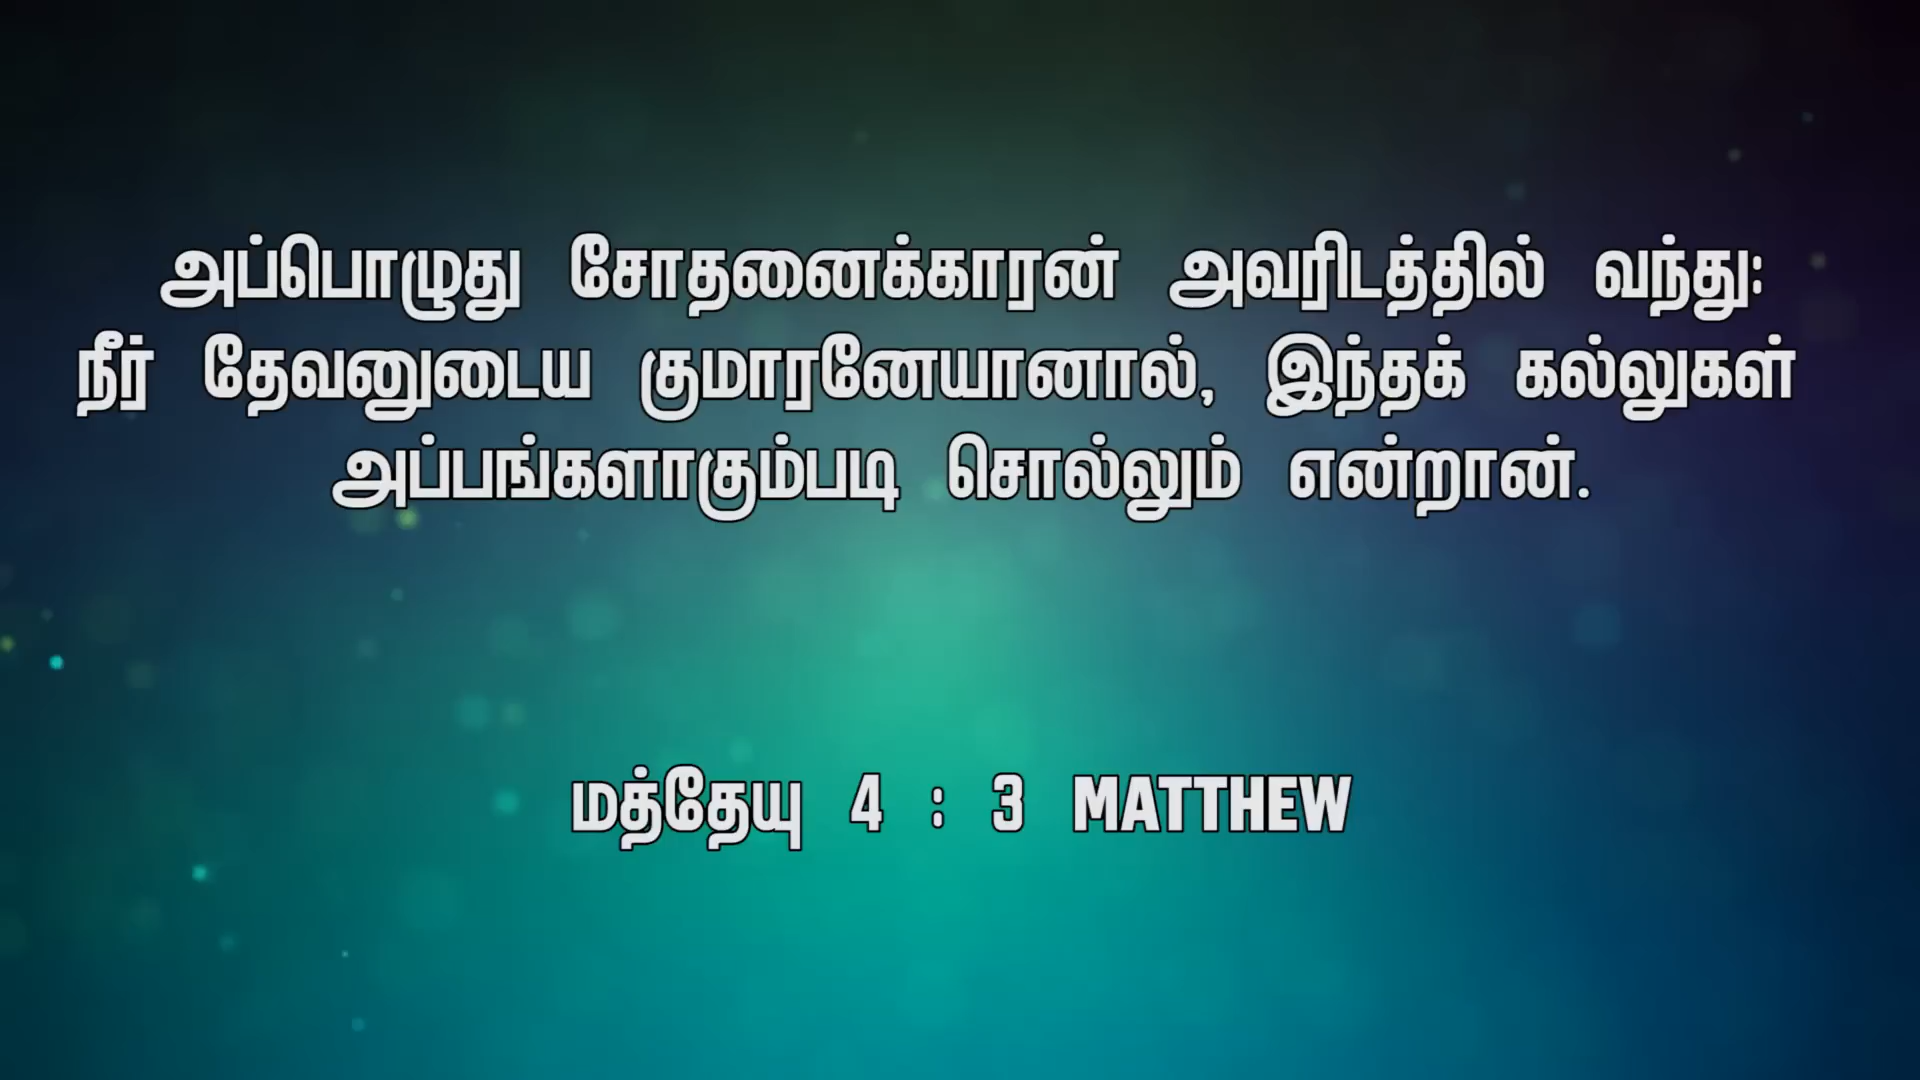 அப்பொழுது சோதனைக்காரன் அவரிடத்தில் வந்து:
நீர் தேவனுடைய குமாரனேயானால், இந்தக் கல்லுகள்
அப்பங்களாகும்படி சொல்லும் என்றான்.
மத்தேயு 4 : 3 MATTHEW